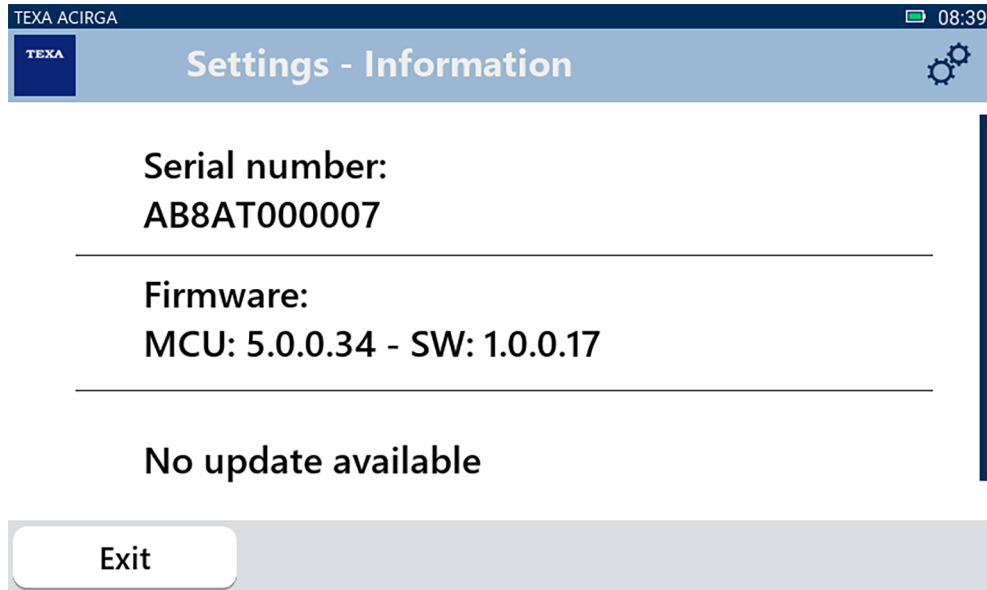 TEXA ACIRGA 08:39
TEXA
Settings - Information
Serial number:
AB8AT000007
Firmware:
MCU: 5.0.0.34 - SW: 1.0.0.17
No update available
Exit